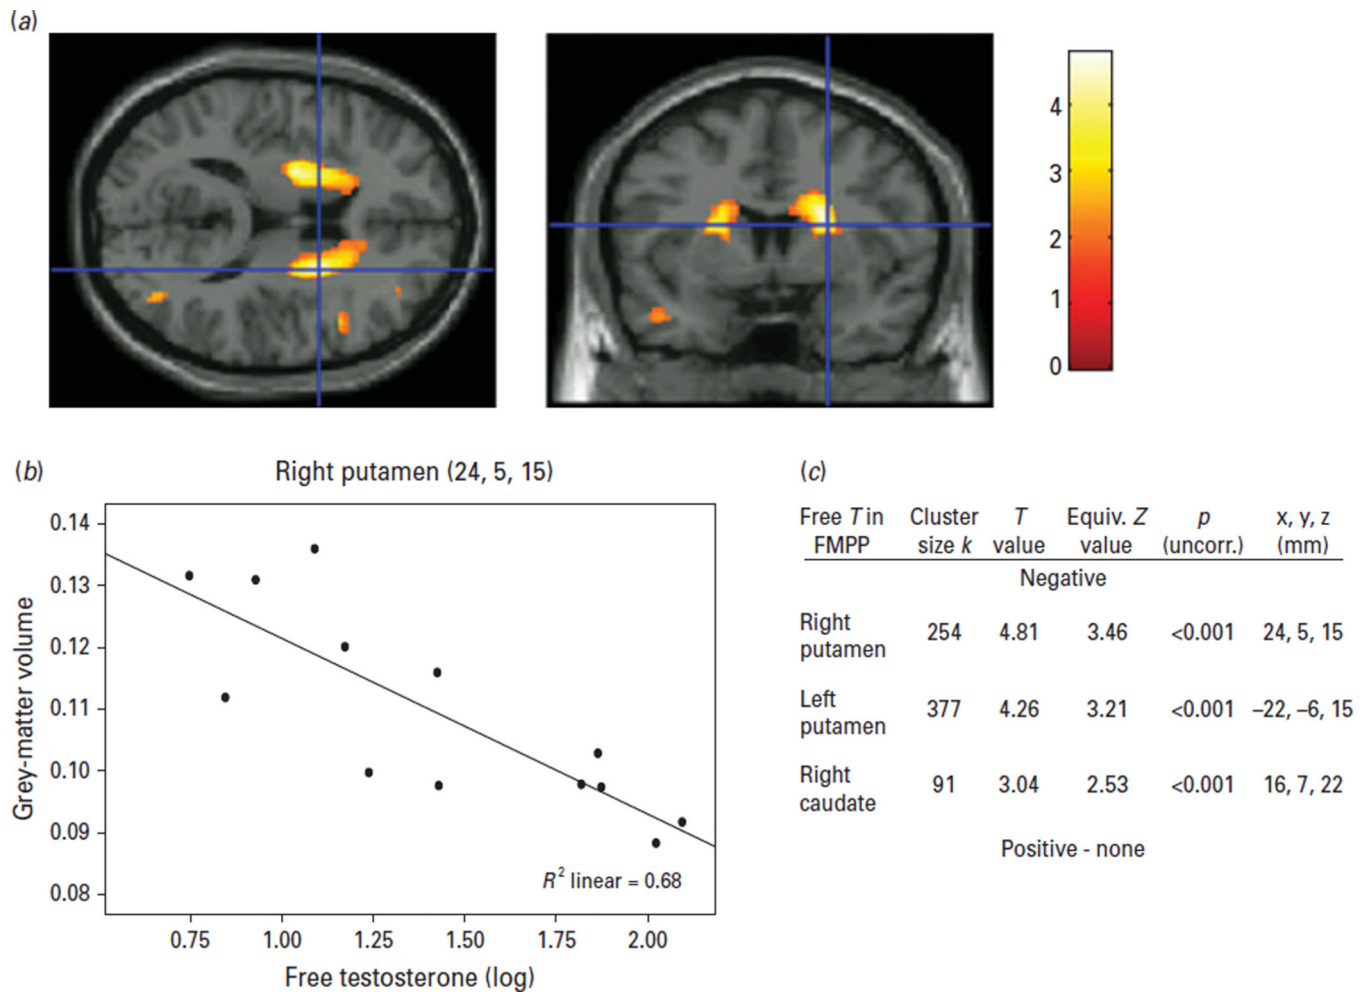 (a)
4
3
2
1
0
(b)
Right putamen (24, 5, 15)
Grey-matter volume
0.14
0.13
0.12
0.11
0.10
0.09
0.08
R² linear = 0.68
0.75 1.00 1.25 1.50 1.75 2.00
Free testosterone (log)
(c)
Free T in Cluster T Equiv. Z p x, y, z
FMPP size k value value (uncorr.) (mm)
Negative
Right
putamen 254 4.81 3.46 <0.001 24, 5, 15
Left
putamen 377 4.26 3.21 <0.001 –22, –6, 15
Right
caudate 91 3.04 2.53 <0.001 16, 7, 22
Positive - none